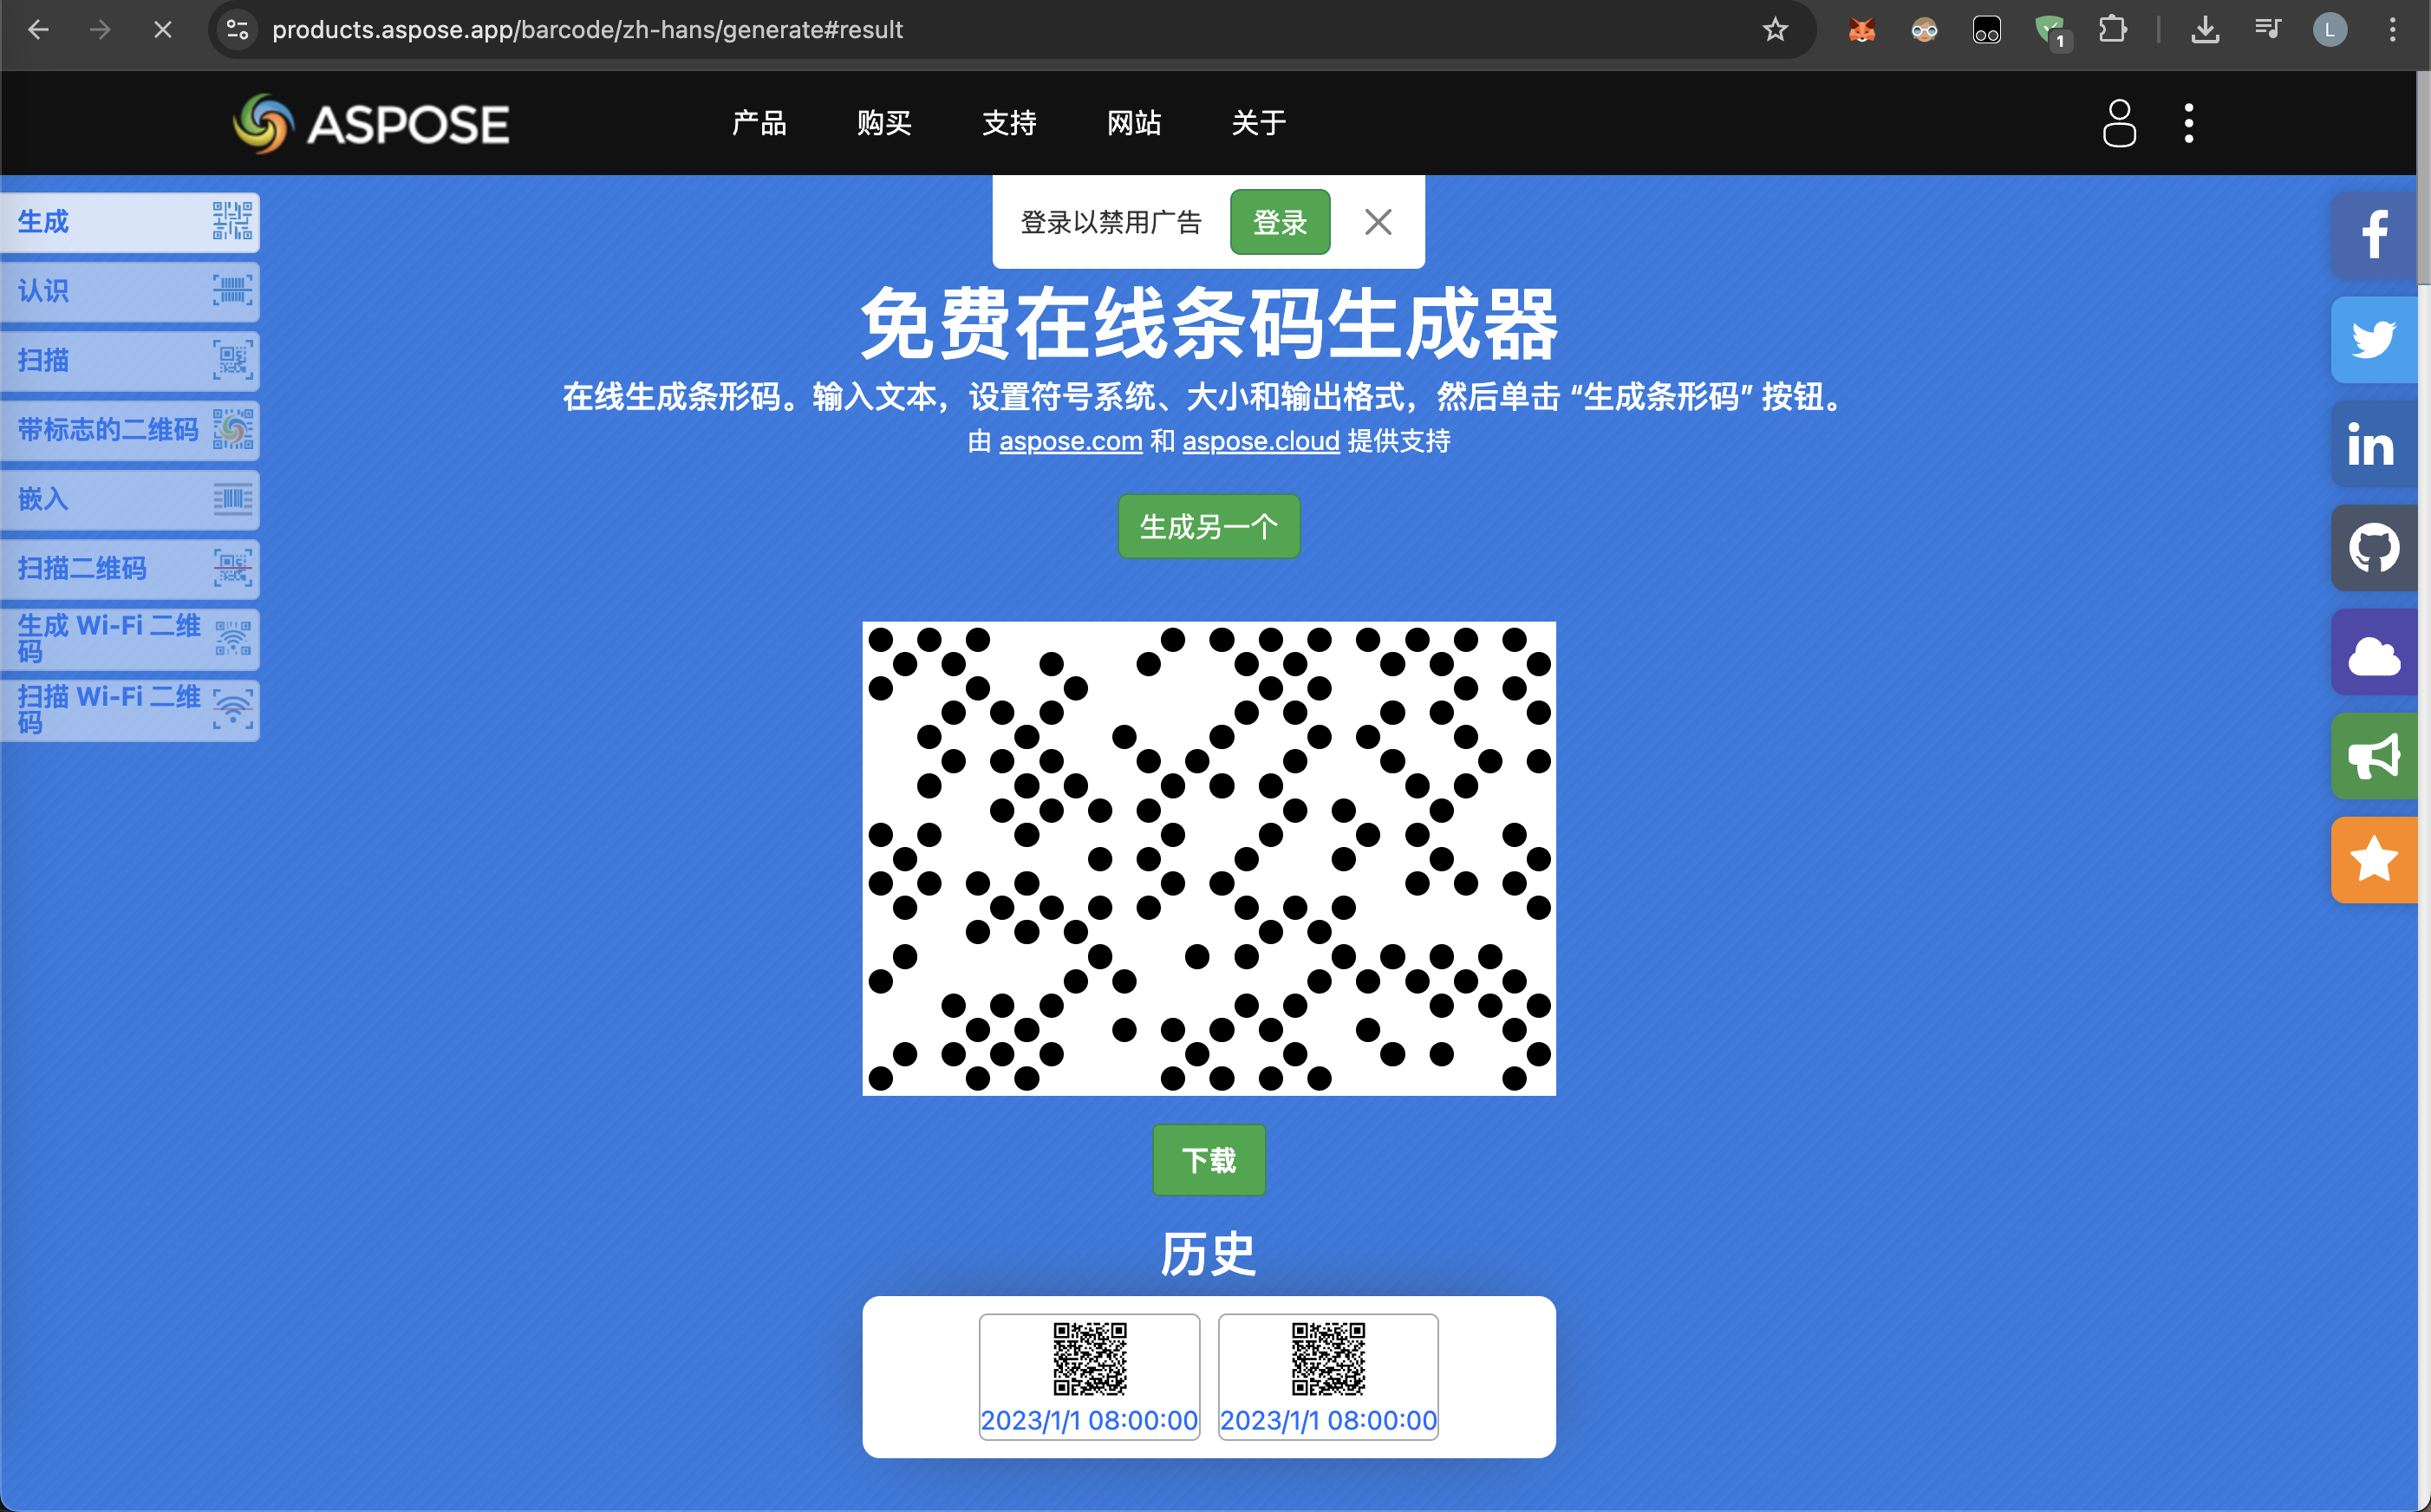 products.aspose.app/barcode/zh-hans/generate#result
1
L
ASPOSE
产品
购买
支持
网站
关于
登录以禁用广告
登录
生成
认识
扫描
带标志的二维码
嵌入
扫描二维码
生成 Wi-Fi 二维
码
扫描 Wi-Fi 二维
码
免费在线条码生成器
在线生成条形码。输入文本，设置符号系统、大小和输出格式，然后单击 “生成条形码” 按钮。
由 aspose.com 和 aspose.cloud 提供支持
生成另一个
下载
历史
2023/1/1 08:00:00
2023/1/1 08:00:00